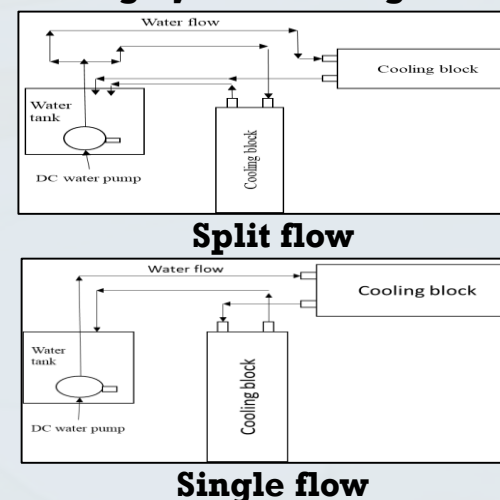 Water flow
Cooling block
Water
tank
Cooling block
DC water pump
Split flow
Water flow
Cooling block
Water
tank
Cooling block
DC water pump
Single flow